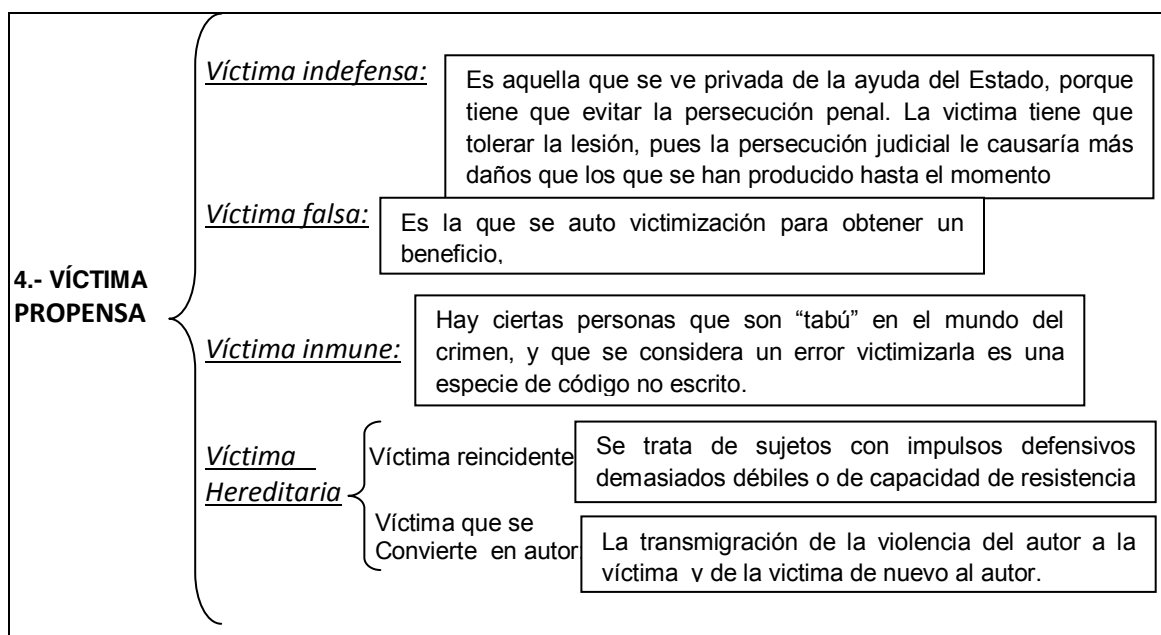 Víctima indefensa:
Es aquella que se ve privada de la ayuda del Estado, porque
tiene que evitar la persecución penal. La victima tiene que
tolerar la lesión, pues la persecución judicial le causaría más
daños que los que se han producido hasta el momento
Víctima falsa:
Es la que se auto victimización para obtener un
beneficio,
4.- VÍCTIMA
PROPENSA
Víctima inmune:
Hay ciertas personas que son “tabú” en el mundo del
crimen, y que se considera un error victimizarla es una
especie de código no escrito.
Víctima
Hereditaria
Víctima reincidente
Se trata de sujetos con impulsos defensivos
demasiados débiles o de capacidad de resistencia
Víctima que se
Convierte en autor
La transmigración de la violencia del autor a la
víctima y de la victima de nuevo al autor.